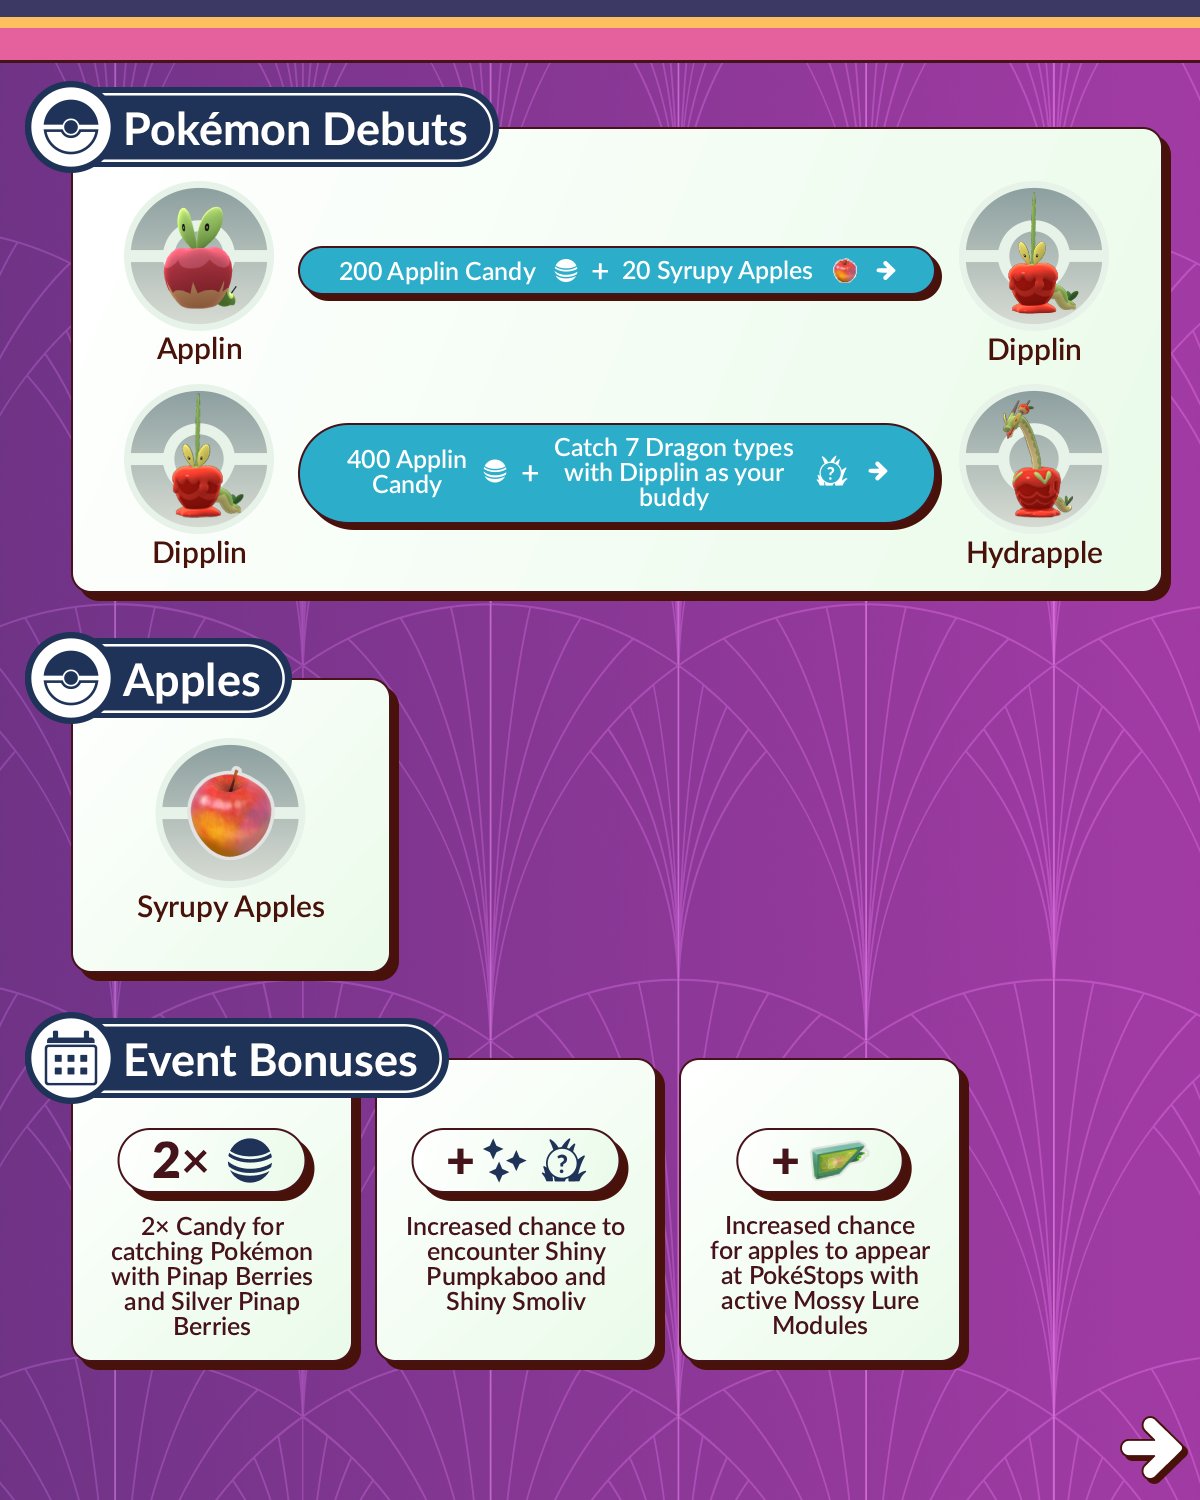 Pokémon Debuts
200 Applin Candy + 20 Syrupy Apples
Applin
Dipplin
400 Applin
Candy
+
Catch 7 Dragon types
with Dipplin as your
buddy
?
Dipplin
Hydrapple
Apples
Syrupy Apples
Event Bonuses
2×
2× Candy for
catching Pokémon
with Pinap Berries
and Silver Pinap
Berries
+ ?
Increased chance to
encounter Shiny
Pumpkaboo and
Shiny Smoliv
+
Increased chance
for apples to appear
at PokéStops with
active Mossy Lure
Modules